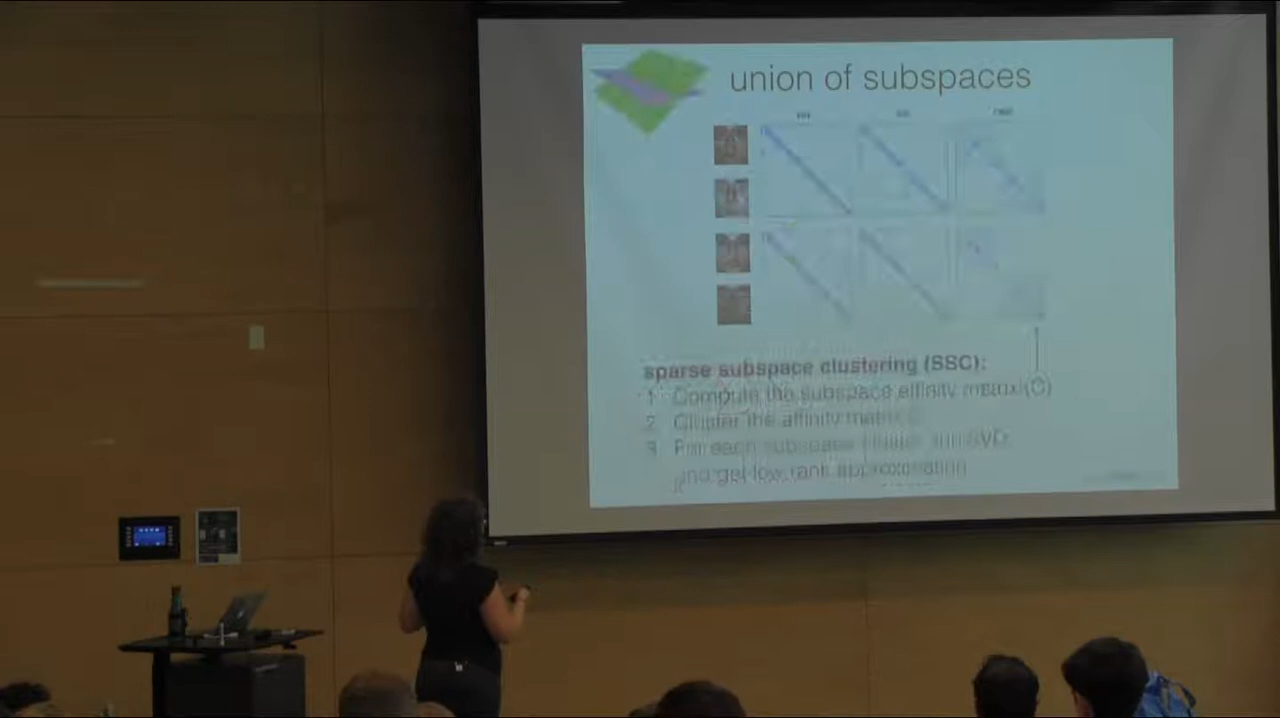 union of subspaces
sparse subspace clustering (SSC):
1 Compute the subspace affinity matrix (C)
2 Cluster the affinity matrix
3 For each subspace cluster SVD
and get low rank approximation